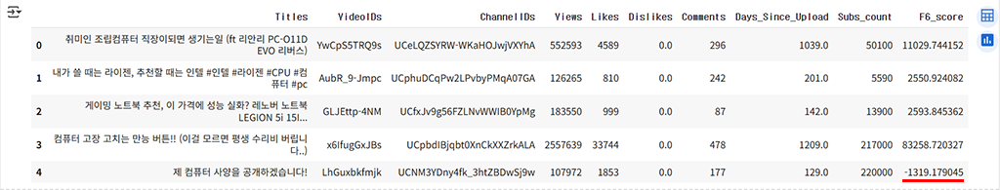 Titles VideoIDs ChannelIDs Views Likes Dislikes Comments Days_Since_Upload Subs_count F6_score
0 취미인 조립컴퓨터 직장이되면 생기는일 (ft 리안리 PC-O11D EVO 리버스) YwCpS5TRQ9s UCeLQZSYRW-WKaHOJwjVXYhA 552593 4589 0.0 296 1039.0 50100 11029.744152
1 내가 쓸 때는 라이젠, 추천할 때는 인텔 #인텔 #라이젠 #CPU #컴퓨터 #pc AubR_9-Jmpc UCphuDCqPw2LPvbyPMqA07GA 126265 810 0.0 242 201.0 5590 2550.924082
2 게이밍 노트북 추천, 이 가격에 성능 실화? 레노버 노트북 LEGION 5i 15I... GLJEttp-4NM UCfxJv9g56FZLNvWWIB0YpMg 183550 999 0.0 87 142.0 13900 2593.845362
3 컴퓨터 고장 고치는 만능 버튼!! (이걸 모르면 평생 수리비 버립니다..) x6IfugGxJBs UCpbdIBjqbt0XnCkXXZrkALA 2557639 33744 0.0 478 1209.0 217000 83258.720327
4 제 컴퓨터 사양을 공개하겠습니다! LhGuxbkfmjk UCNM3YDny4fk_3htZBDwSj9w 107972 1853 0.0 177 129.0 220000 -1319.179045